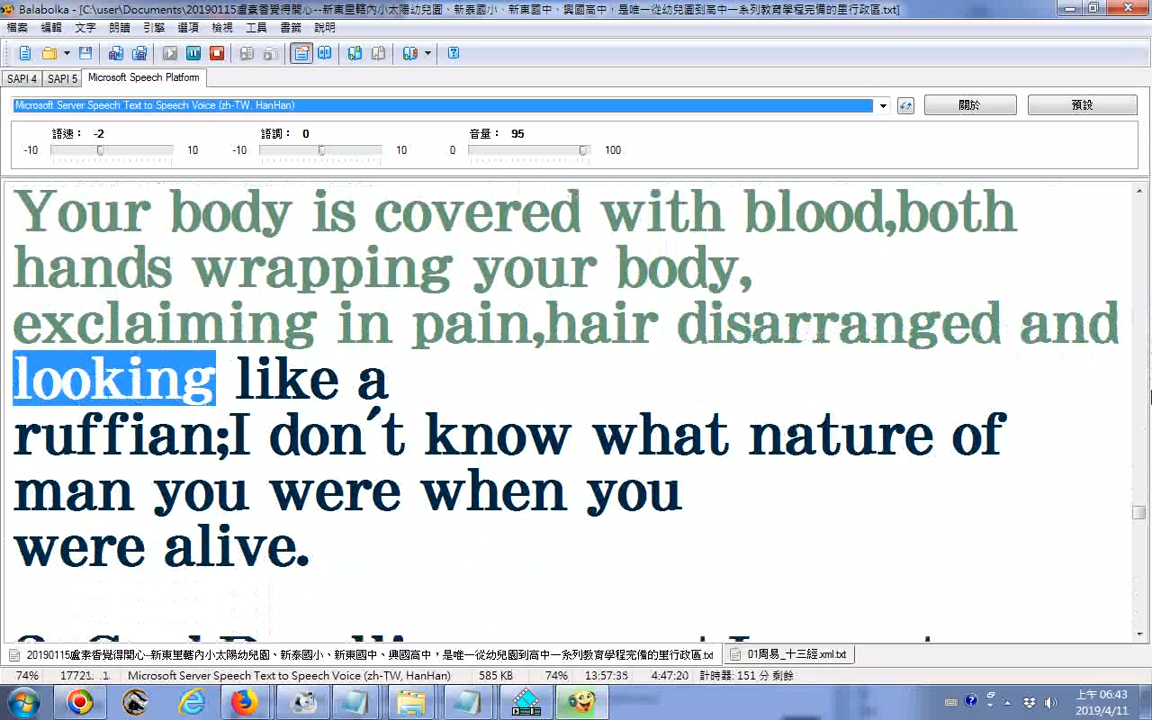 Balabolka - [C:\user\Documents\20190115盧素香覺得開心--新東里轄內小太陽幼兒園、新泰國小、新東國中、興國高中，是唯一從幼兒園到高中一系列教育學程完備的里行政區.txt]
檔案 編輯 文字 朗讀 引擎 選項 檢視 工具 書籤 說明
SAPI 4 SAPI 5 Microsoft Speech Platform
Microsoft Server Speech Text to Speech Voice (zh-TW, HanHan) 關於 預設
語速： -2 語調： 0 音量： 95
-10 10 -10 10 0 100
Your body is covered with blood,both
hands wrapping your body,
exclaiming in pain,hair disarranged and
looking like a
ruffian;I don't know what nature of
man you were when you
were alive.
20190115盧素香覺得開心--新東里轄內小太陽幼兒園、新泰國小、新東國中、興國高中，是唯一從幼兒園到高中一系列教育學程完備的里行政區.txt 01周易_十三經.xml.txt
74% 17721: 1 Microsoft Server Speech Text to Speech Voice (zh-TW, HanHan) 585 KB 74% 13:57:35 4:47:20 計時器: 151 分 剩餘
上午 06:43
2019/4/11